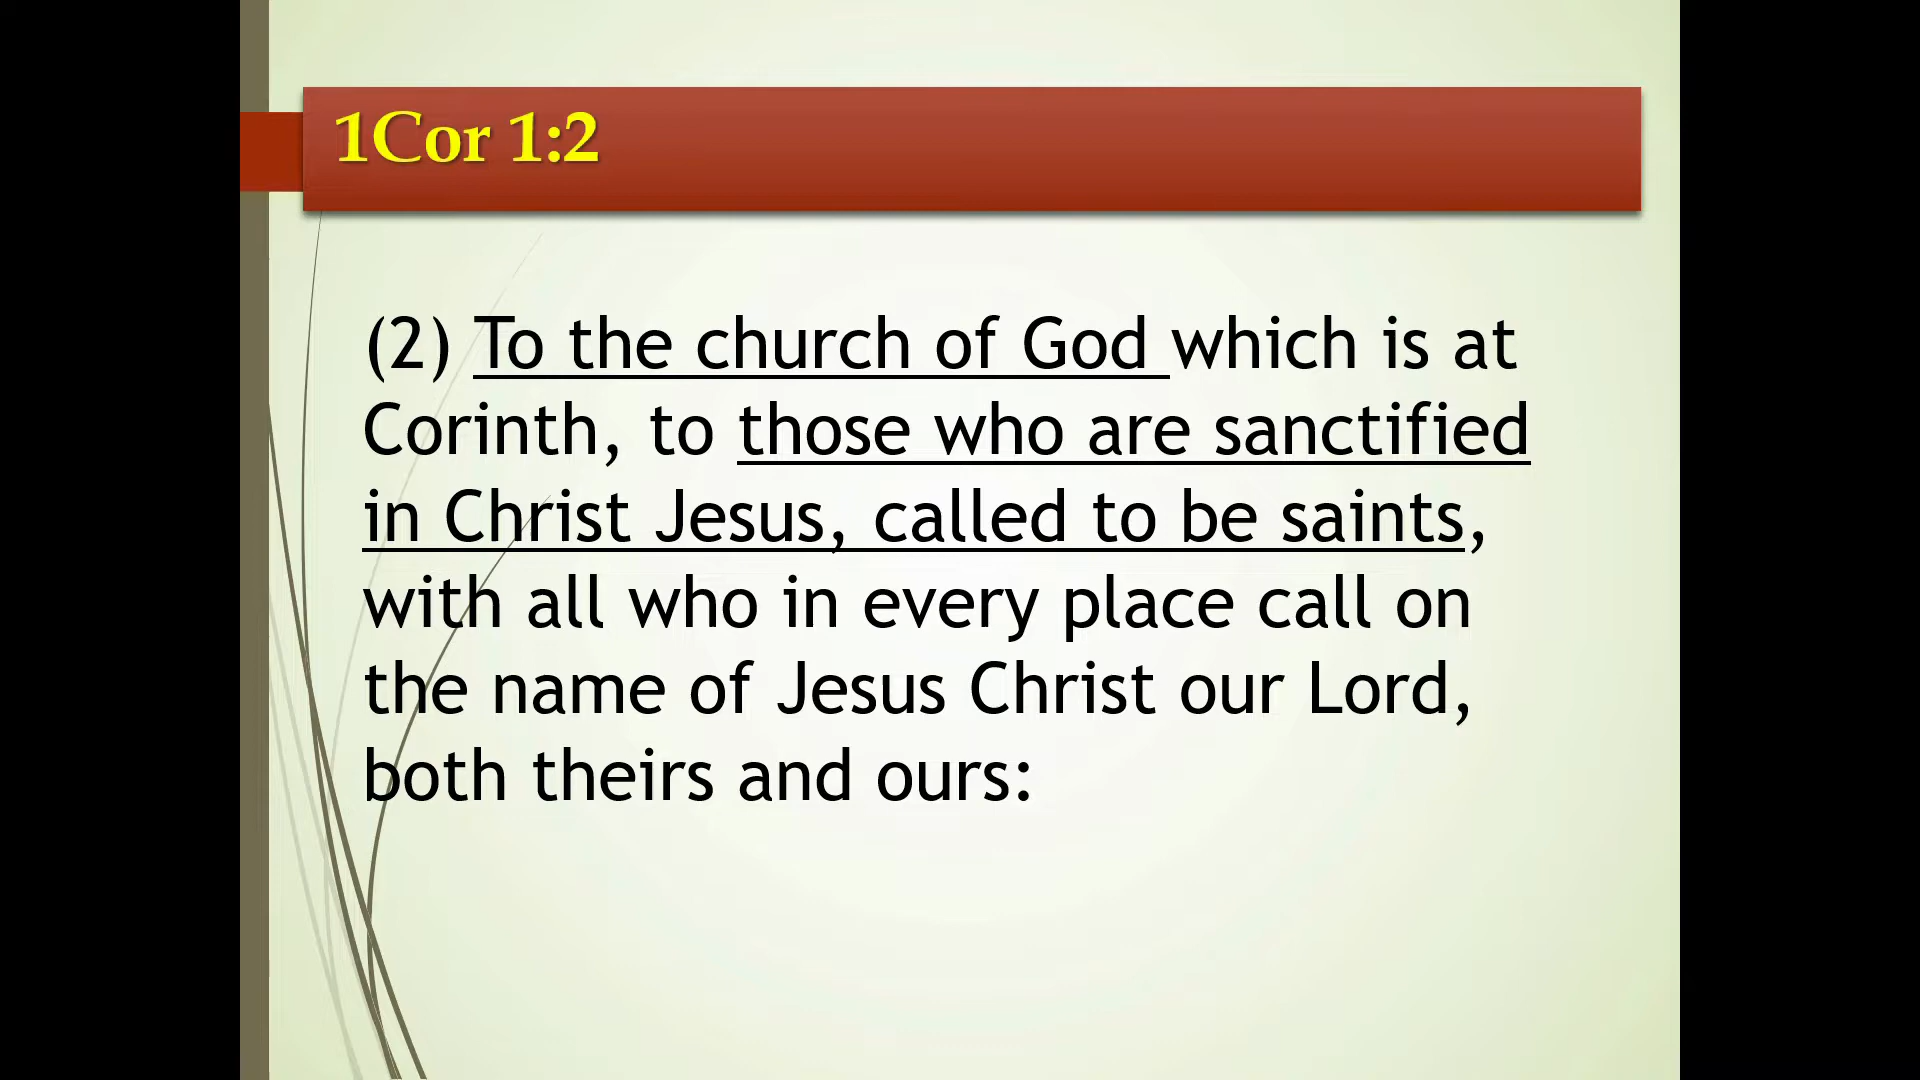 1Cor 1:2
(2) To the church of God which is at
Corinth, to those who are sanctified
in Christ Jesus, called to be saints,
with all who in every place call on
the name of Jesus Christ our Lord,
both theirs and ours: